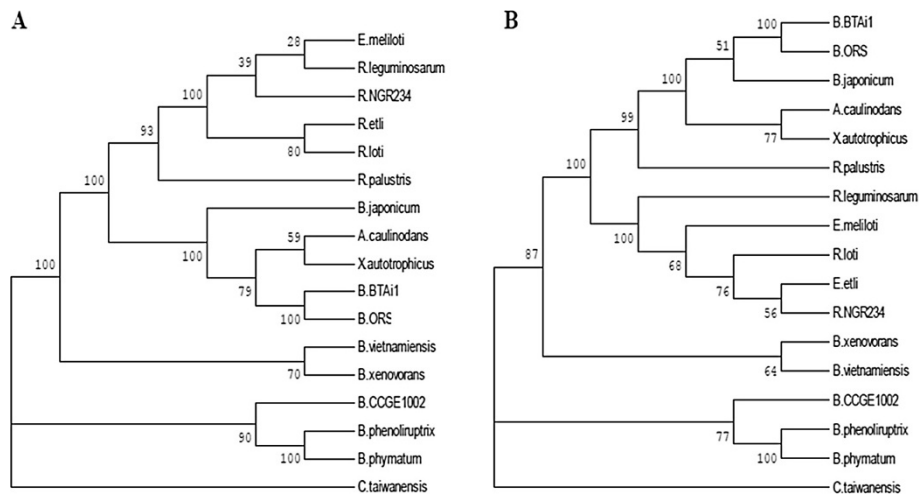 A
28
E.meliloti
39
R.leguminosarum
100
R.NGR234
93
R.etli
80
R.loti
100
R.palustris
B.japonicum
100
59
A.caulinodans
100
79
X.autotrophicus
B.BTAi1
100
B.ORS
B.vietnamiensis
70
B.xenovorans
B.CCGE1002
90
B.phenoliruptrix
100
B.phymatum
C.taiwanensis
B
100
B.BTAi1
51
B.ORS
100
B.japonicum
99
A.caulinodans
77
Xautotrophicus
100
R.palustris
R.leguminosarum
100
E.meliloti
87
68
R.loti
76
E.etli
56
R.NGR234
B.xenovorans
64
B.vietnamiensis
B.CCGE1002
77
B.phenoliruptrix
100
B.phymatum
C.taiwanensis